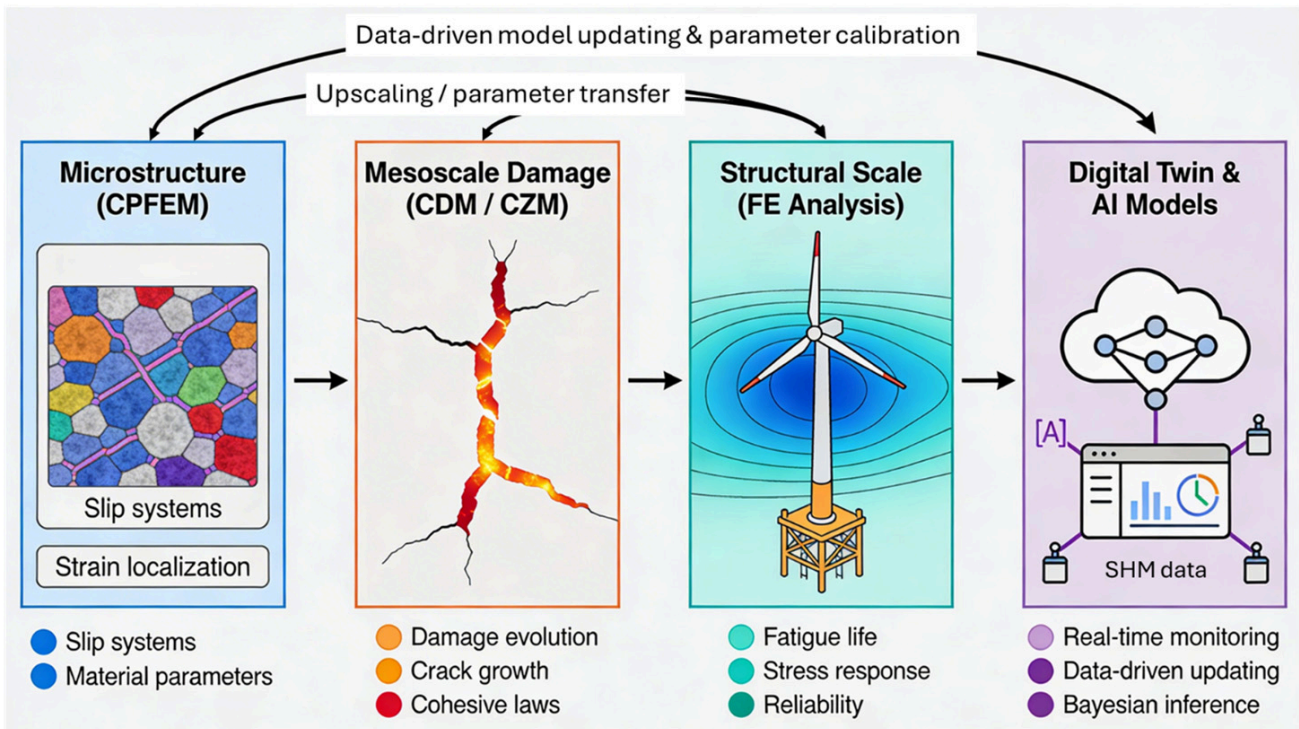 Data-driven model updating & parameter calibration
Upscaling / parameter transfer
Microstructure
(CPFEM)
Slip systems
Strain localization
Slip systems
Material parameters
Mesoscale Damage
(CDM / CZM)
Damage evolution
Crack growth
Cohesive laws
Structural Scale
(FE Analysis)
Fatigue life
Stress response
Reliability
Digital Twin &
AI Models
[A]
SHM data
Real-time monitoring
Data-driven updating
Bayesian inference